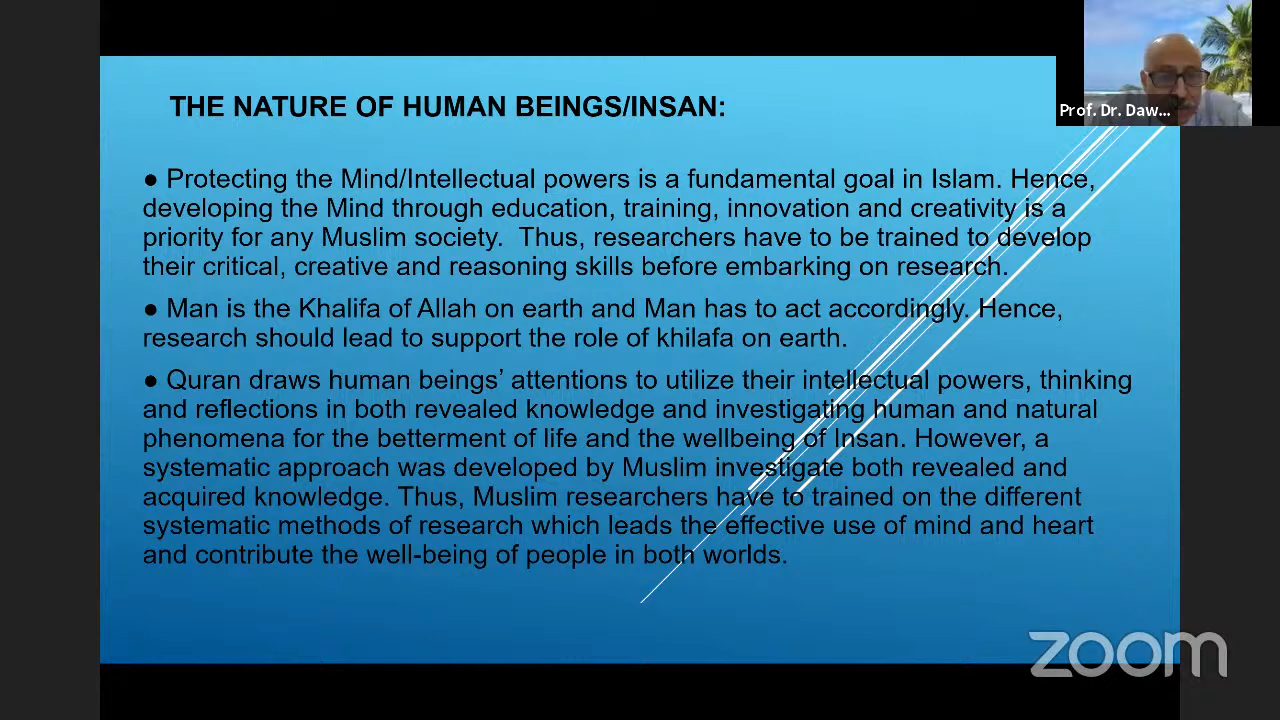 THE NATURE OF HUMAN BEINGS/INSAN:
Prof. Dr. Daw...
● Protecting the Mind/Intellectual powers is a fundamental goal in Islam. Hence,
developing the Mind through education, training, innovation and creativity is a
priority for any Muslim society.  Thus, researchers have to be trained to develop
their critical, creative and reasoning skills before embarking on research.
● Man is the Khalifa of Allah on earth and Man has to act accordingly. Hence,
research should lead to support the role of khilafa on earth.
● Quran draws human beings’ attentions to utilize their intellectual powers, thinking
and reflections in both revealed knowledge and investigating human and natural
phenomena for the betterment of life and the wellbeing of Insan. However, a
systematic approach was developed by Muslim investigate both revealed and
acquired knowledge. Thus, Muslim researchers have to trained on the different
systematic methods of research which leads the effective use of mind and heart
and contribute the well-being of people in both worlds.
zoom